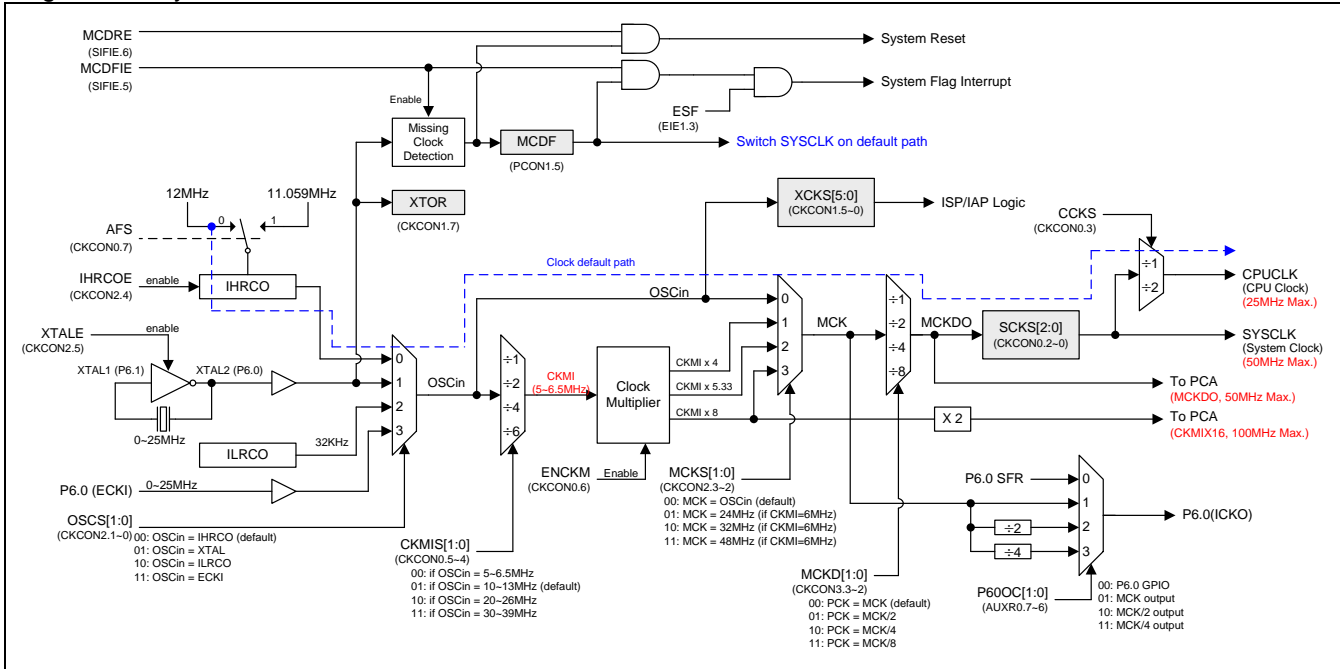 MCDRE
(SIFIE.6)
System Reset
MCDFIE
(SIFIE.5)
System Flag Interrupt
Enable
ESF
(EIE1.3)
Missing
Clock
Detection
MCDF
(PCON1.5)
Switch SYSCLK on default path
12MHz
11.059MHz
XTOR
(CKCON1.7)
XCKS[5:0]
(CKCON1.5~0)
ISP/IAP Logic
CCKS
(CKCON0.3)
AFS
(CKCON0.7)
0
1
IHRCOE
(CKCON2.4)
enable
IHRCO
Clock default path
OSCin
÷1
÷2
CPUCLK
(CPU Clock)
(25MHz Max.)
XTALE
(CKCON2.5)
enable
XTAL1 (P6.1)
XTAL2 (P6.0)
0~25MHz
0
1
2
3
OSCin
÷1
÷2
÷4
÷6
CKMI
(5~6.5MHz)
Clock
Multiplier
CKMI x 4
CKMI x 5.33
CKMI x 8
0
1
2
3
MCK
÷1
÷2
÷4
÷8
MCKDO
SCKS[2:0]
(CKCON0.2~0)
SYSCLK
(System Clock)
(50MHz Max.)
To PCA
(MCKDO, 50MHz Max.)
X 2
To PCA
(CKMIX16, 100MHz Max.)
ILRCO
32KHz
P6.0 (ECKI)
0~25MHz
ENCKM
(CKCON0.6)
Enable
OSCS[1:0]
(CKCON2.1~0)
00: OSCin = IHRCO (default)
01: OSCin = XTAL
10: OSCin = ILRCO
11: OSCin = ECKI
CKMIS[1:0]
(CKCON0.5~4)
00: if OSCin = 5~6.5MHz
01: if OSCin = 10~13MHz (default)
10: if OSCin = 20~26MHz
11: if OSCin = 30~39MHz
MCKS[1:0]
(CKCON2.3~2)
00: MCK = OSCin (default)
01: MCK = 24MHz (if CKMI=6MHz)
10: MCK = 32MHz (if CKMI=6MHz)
11: MCK = 48MHz (if CKMI=6MHz)
MCKD[1:0]
(CKCON3.3~2)
00: PCK = MCK (default)
01: PCK = MCK/2
10: PCK = MCK/4
11: PCK = MCK/8
P6.0 SFR
0
1
÷2
2
÷4
3
P6.0(ICKO)
P60OC[1:0]
(AUXR0.7~6)
00: P6.0 GPIO
01: MCK output
10: MCK/2 output
11: MCK/4 output